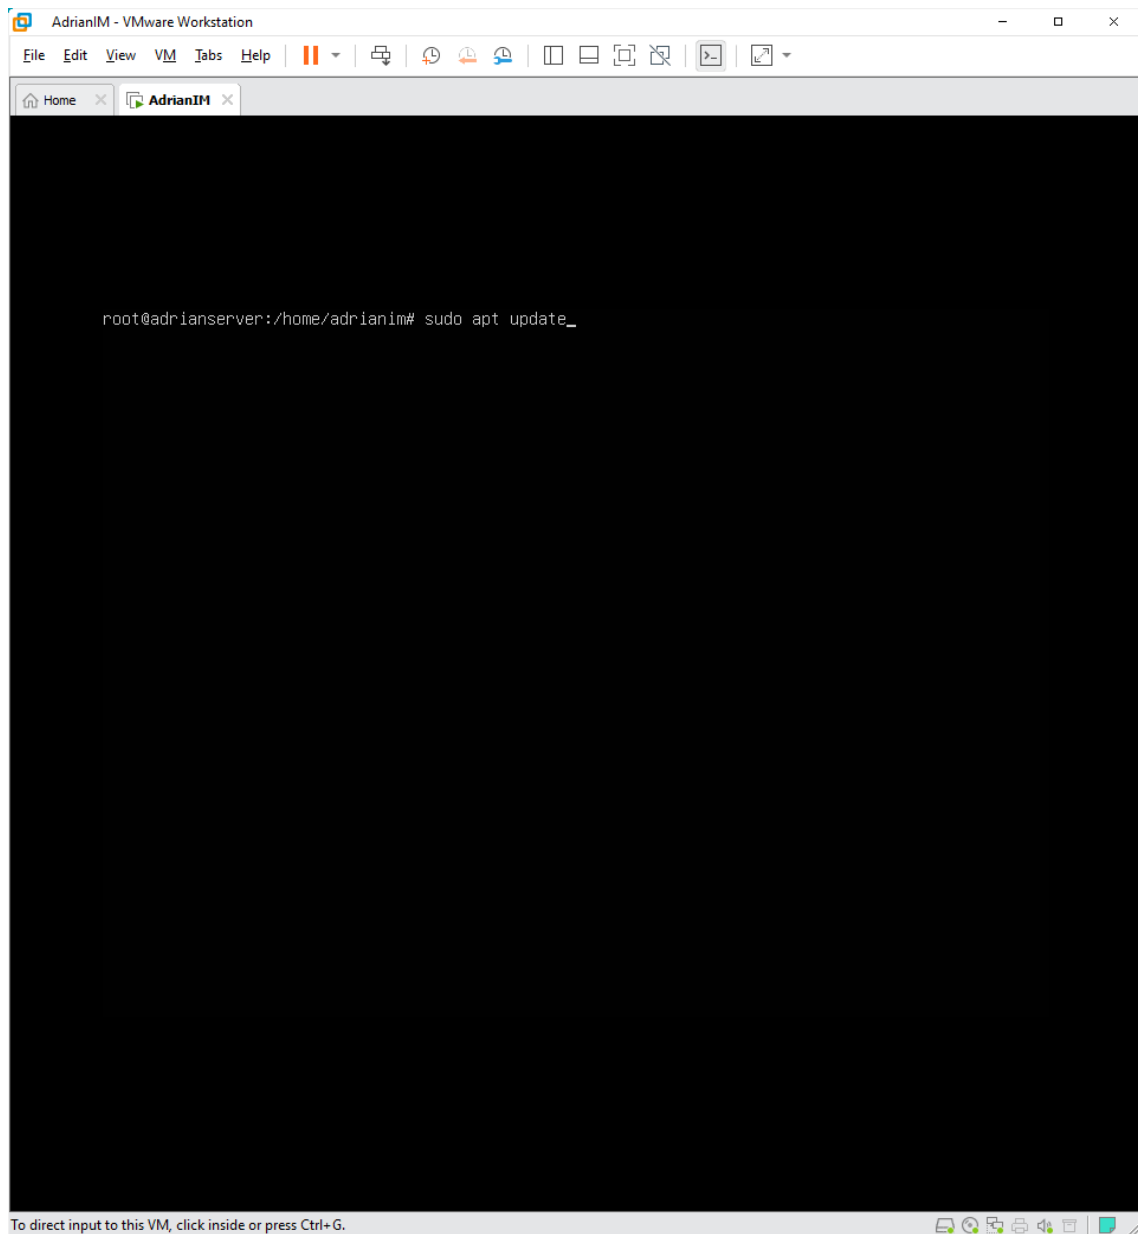 AdrianIM - VMware Workstation
File Edit View VM Tabs Help
Home AdrianIM
root@adrianserver:/home/adrianim# sudo apt update_
To direct input to this VM, click inside or press Ctrl+G.